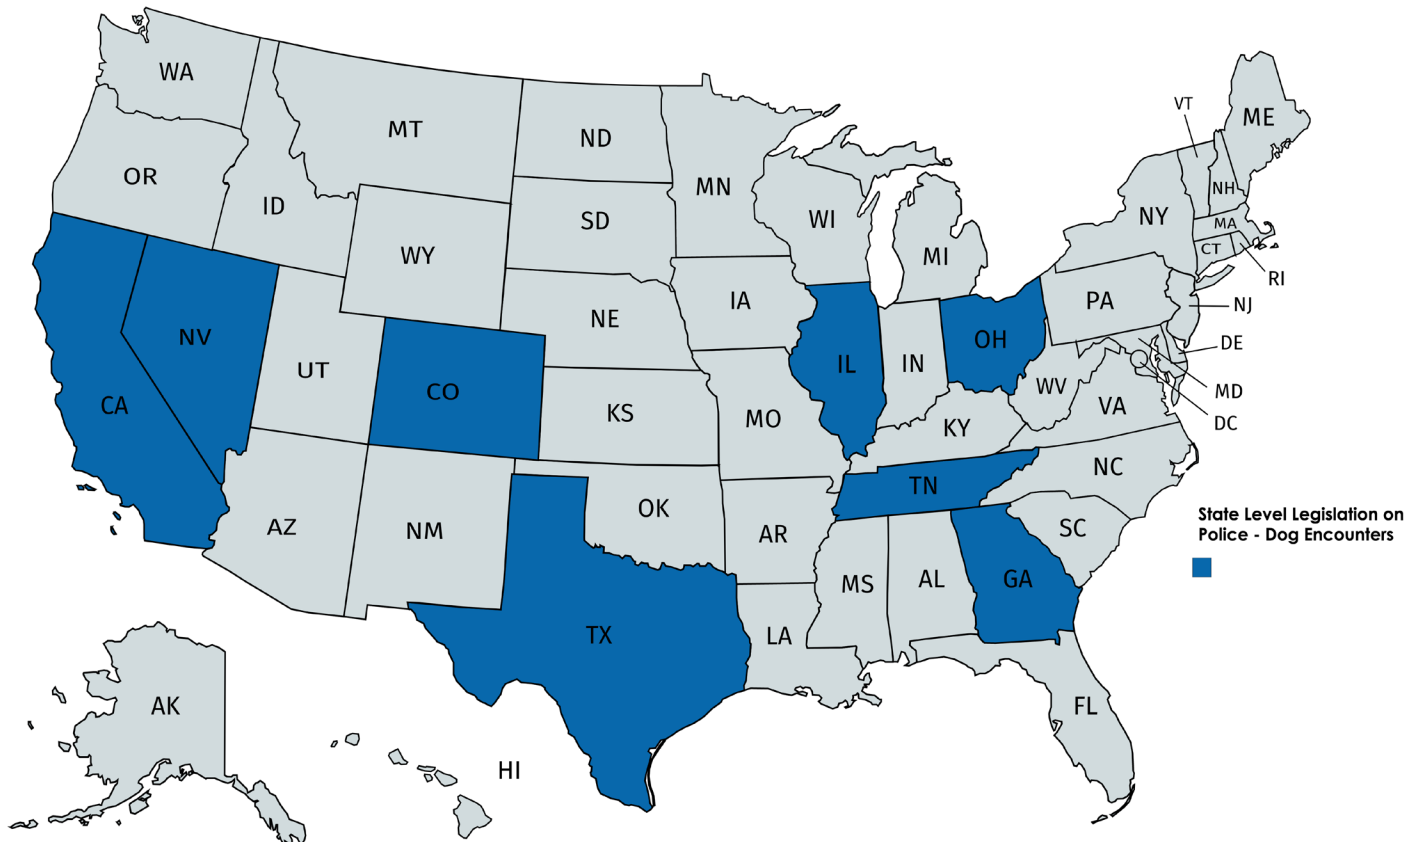 WA
MT
ND
MN
OR
ID
SD
WI
WY
MI
VT
ME
NH
NY
MA
CT
RI
NV
UT
CO
NE
IA
IL
IN
OH
PA
NJ
DE
CA
KS
MO
KY
WV
VA
MD
DC
AZ
NM
OK
AR
TN
NC
SC
TX
LA
MS
AL
GA
FL
AK
HI
State Level Legislation on
Police - Dog Encounters